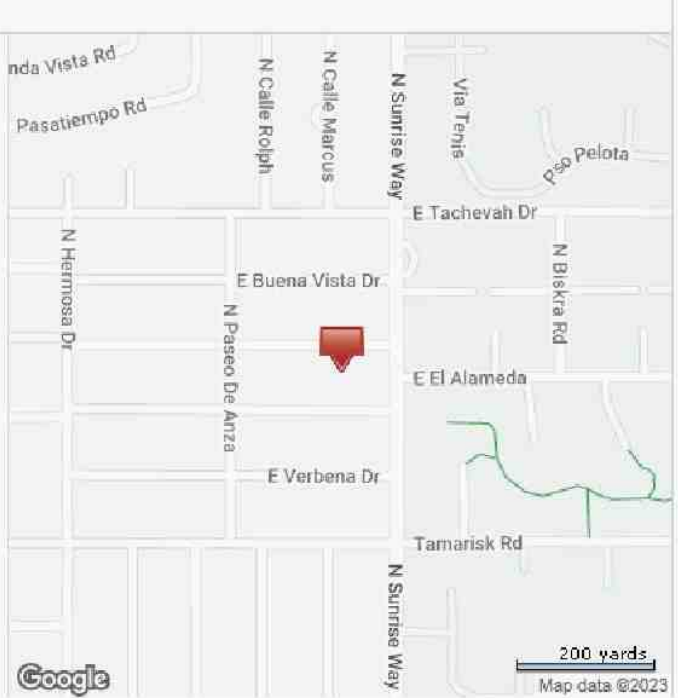 nda Vista Rd
Pasatiempo Rd
N Calle Rolph
N Calle Marcus
N Sunrise Way
Via Tenis
Pso Pelota
E Tachevah Dr
N Hermosa Dr
E Buena Vista Dr
N Biskra Rd
N Paseo De Anza
E El Alameda
E Verbena Dr
Tamarisk Rd
N Sunrise Way
200 yards
Google
Map data ©2023